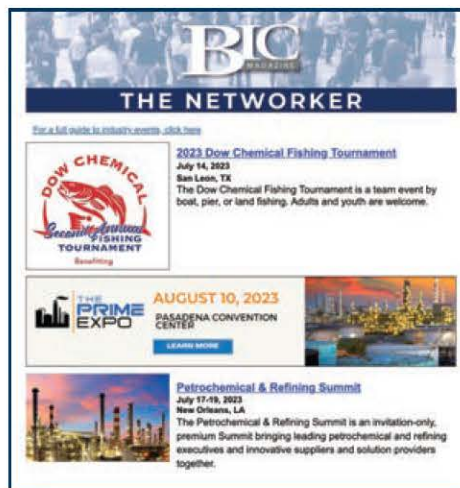 BIC
MAGAZINE
THE NETWORKER
For a full guide to industry events, click here
DOW CHEMICAL
Second Annual
FISHING
TOURNAMENT
Benefitting
2023 Dow Chemical Fishing Tournament
July 14, 2023
San Leon, TX
The Dow Chemical Fishing Tournament is a team event by
boat, pier, or land fishing. Adults and youth are welcome.
THE
PRIME
EXPO
AUGUST 10, 2023
PASADENA CONVENTION
CENTER
LEARN MORE
Petrochemical & Refining Summit
July 17-19, 2023
New Orleans, LA
The Petrochemical & Refining Summit is an invitation-only,
premium Summit bringing leading petrochemical and refining
executives and innovative suppliers and solution providers
together.